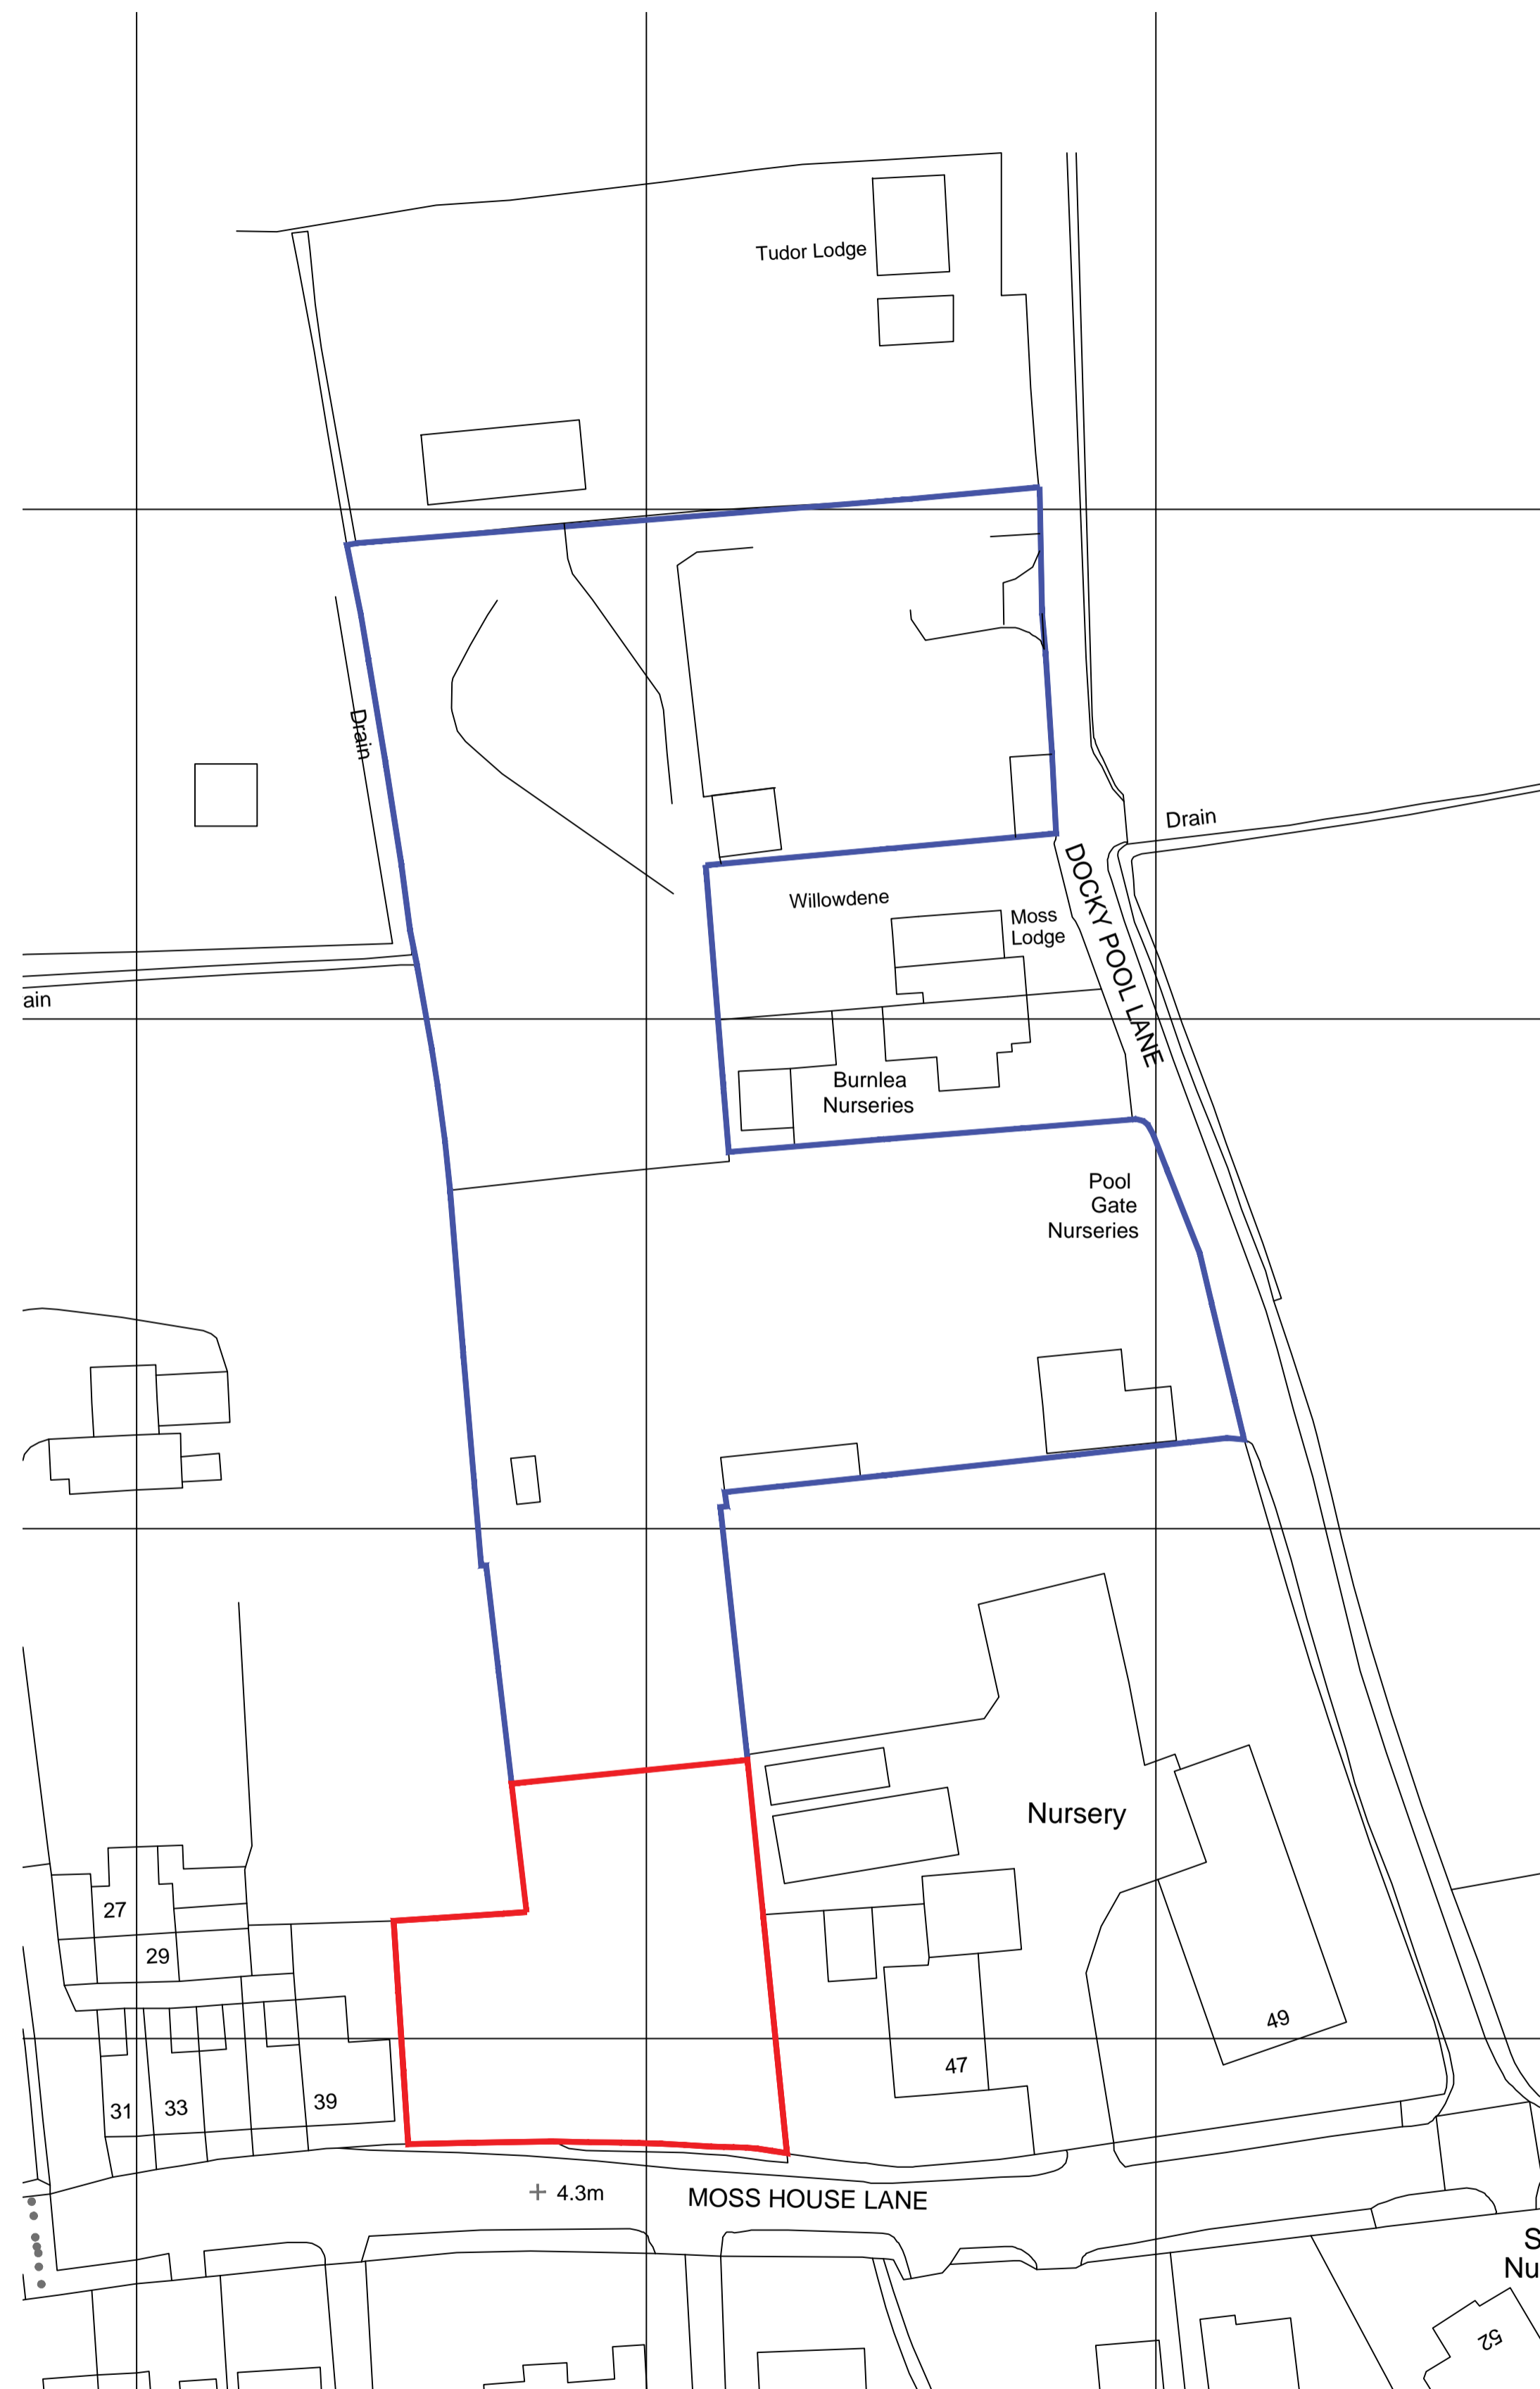 Tudor Lodge
Drain
Drain
Willowdene
Moss
Lodge
DOCKY POOL LANE
ain
Burnlea
Nurseries
Pool
Gate
Nurseries
Nursery
27
29
49
47
31
33
39
4.3m
MOSS HOUSE LANE
S
Nu
52